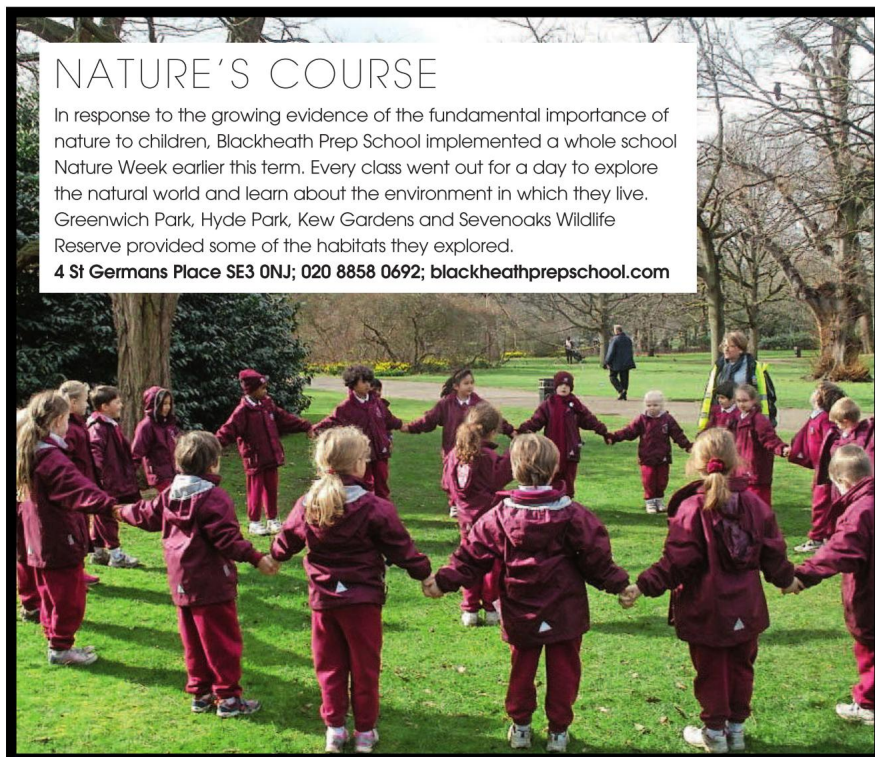 NATURE'S COURSE
In response to the growing evidence of the fundamental importance of
nature to children, Blackheath Prep School implemented a whole school
Nature Week earlier this term. Every class went out for a day to explore
the natural world and learn about the environment in which they live.
Greenwich Park, Hyde Park, Kew Gardens and Sevenoaks Wildlife
Reserve provided some of the habitats they explored.
4 St Germans Place SE3 0NJ; 020 8858 0692; blackheathprepschool.com